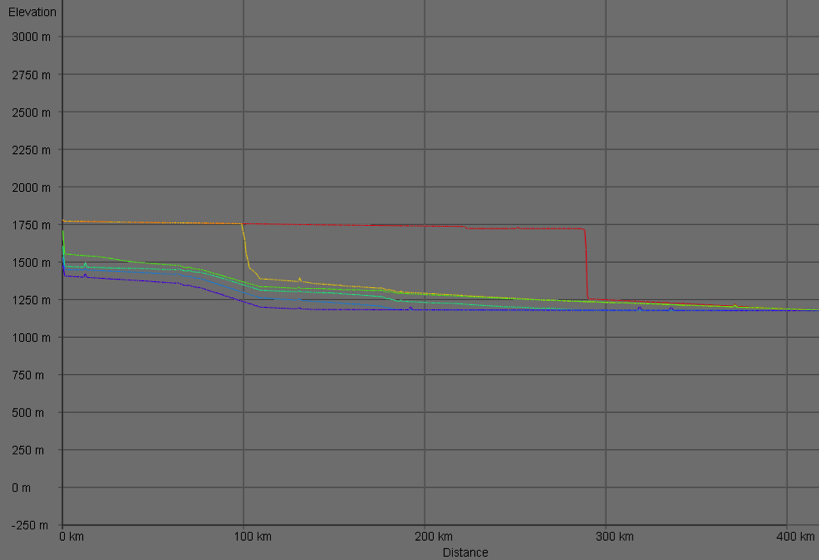 Elevation
3000 m
2750 m
2500 m
2250 m
2000 m
1750 m
1500 m
1250 m
1000 m
750 m
500 m
250 m
0 m
-250 m
0 km 100 km 200 km 300 km 400 km
Distance